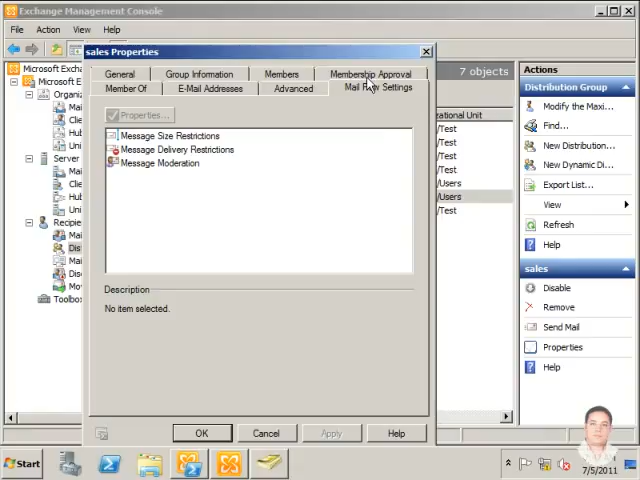 Exchange Management Console
File Action View Help
sales Properties
General Group Information Members Membership Approval
Member Of E-Mail Addresses Advanced Mail Flow Settings
Properties...
Message Size Restrictions
Message Delivery Restrictions
Message Moderation
Description
No item selected.
OK Cancel Apply Help
Microsoft Exch
Microsoft Exc
Organiz
Mai
Clie
Hub
Uni
Server
Mai
Clie
Hub
Uni
Recipie
Dis
Mai
Dis
Mov
Toolbo
7 objects
zational Unit
/Test
/Test
/Test
/Test
/Users
/Users
/Test
Actions
Distribution Group
Modify the Maxi...
Find...
New Distribution...
New Dynamic Di...
Export List...
View
Refresh
Help
sales
Disable
Remove
Send Mail
Properties
Help
Start
7/5/2011